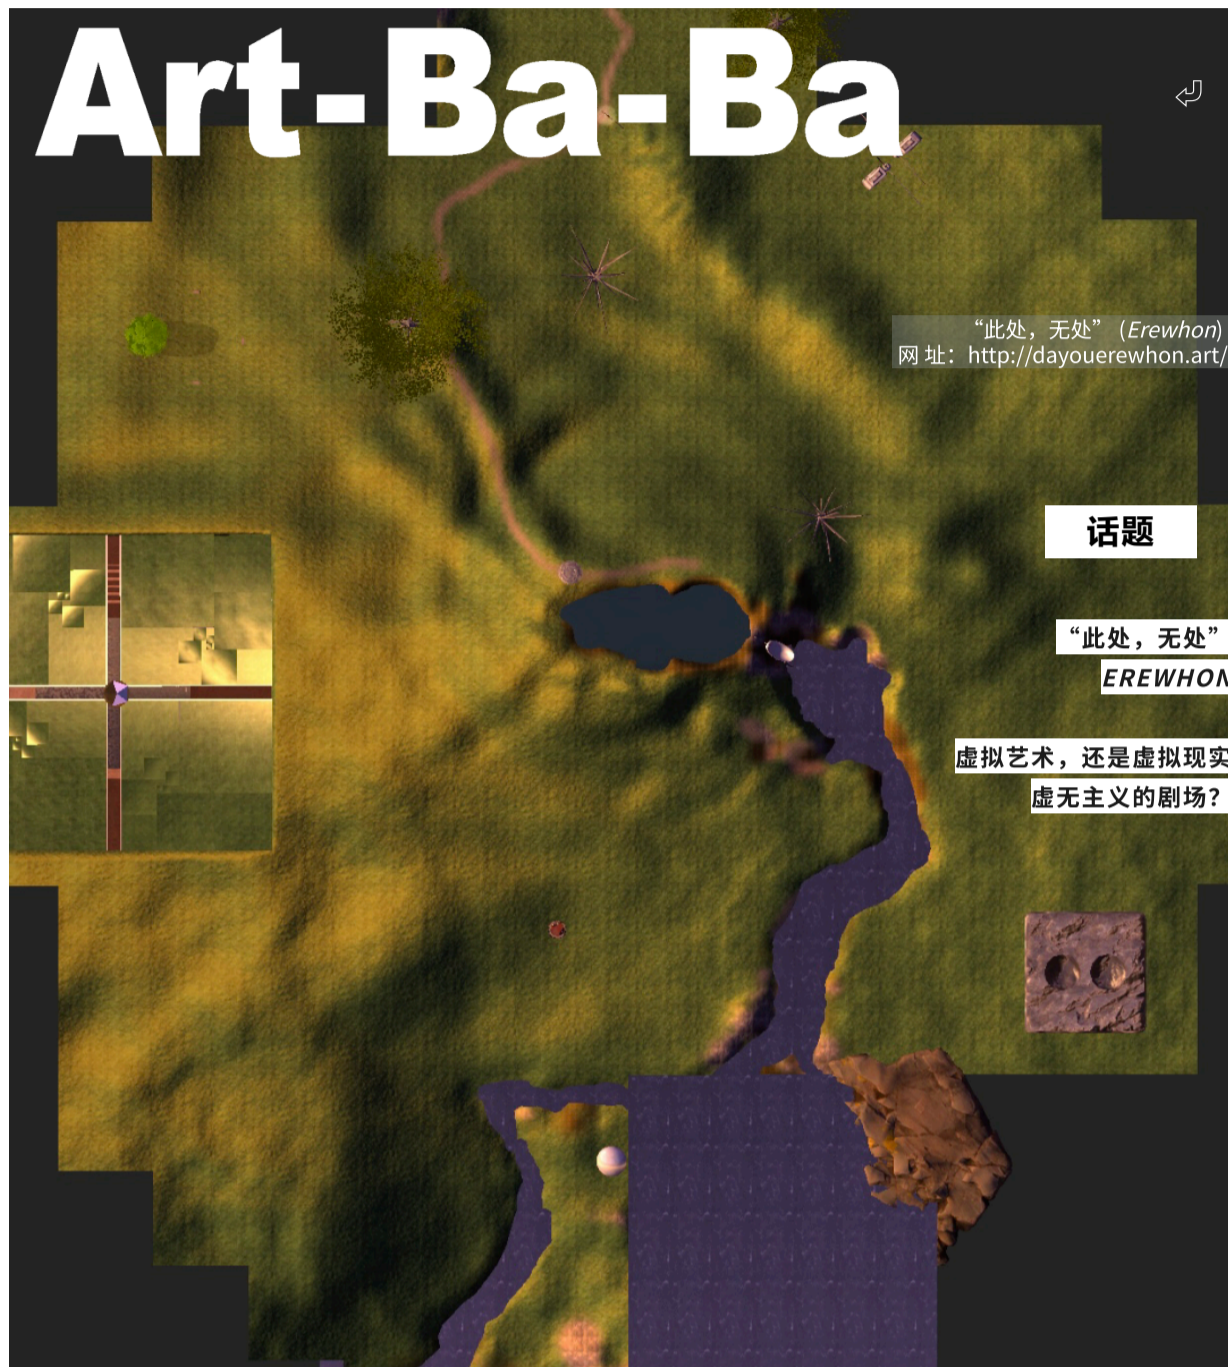 Art-Ba-Ba
“此处，无处” (Erewhon)
网 址：http://dayouerewhon.art/
话题
“此处，无处”
EREWHON
虚拟艺术，还是虚拟现实
虚无主义的剧场？